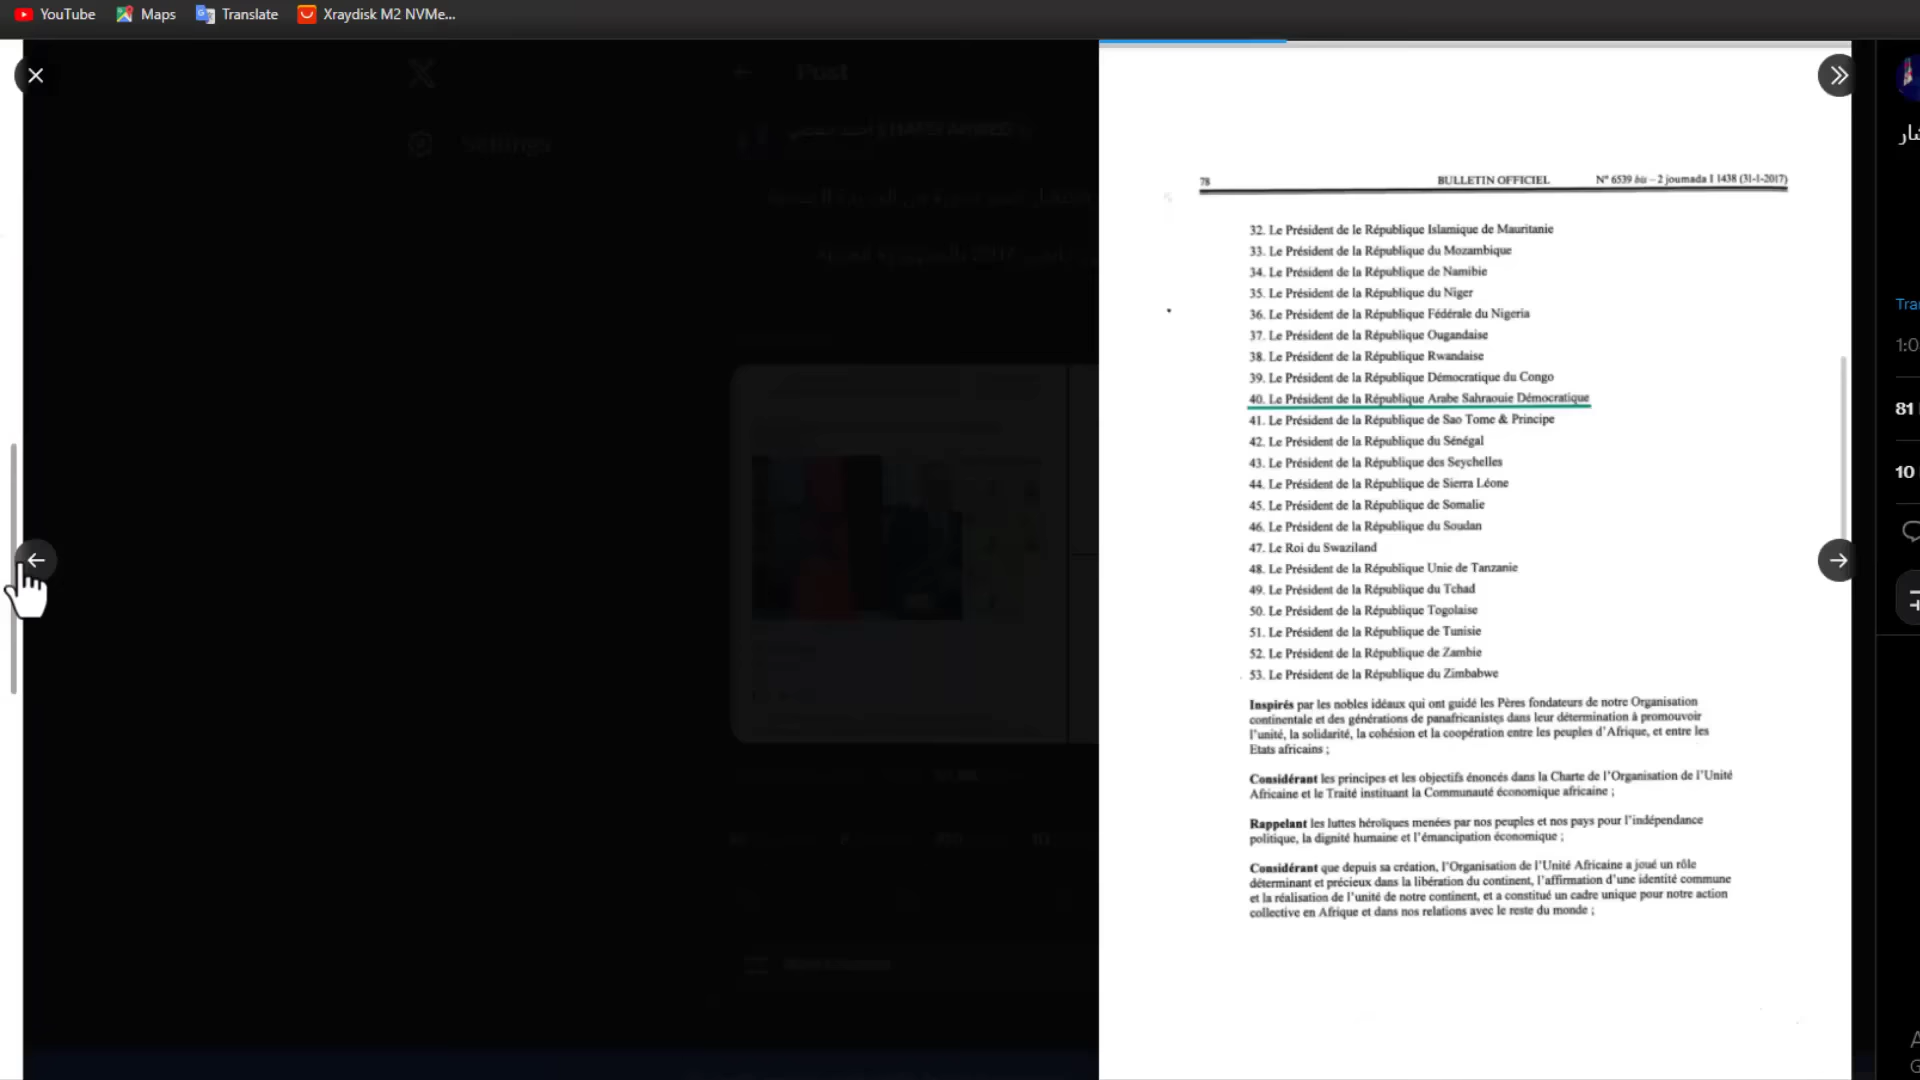 YouTube
Maps
Translate
Xraydisk M2 NVMe...
Post
Settings
78
BULLETIN OFFICIEL
N° 6539 bis – 2 joumada I 1438 (31-1-2017)
32. Le Président de le République Islamique de Mauritanie
33. Le Président de la République du Mozambique
34. Le Président de la République de Namibie
35. Le Président de la République du Niger
36. Le Président de la République Fédérale du Nigeria
37. Le Président de la République Ougandaise
38. Le Président de la République Rwandaise
39. Le Président de la République Démocratique du Congo
40. Le Président de la République Arabe Sahraouie Démocratique
41. Le Président de la République de Sao Tome & Principe
42. Le Président de la République du Sénégal
43. Le Président de la République des Seychelles
44. Le Président de la République de Sierra Léone
45. Le Président de la République de Somalie
46. Le Président de la République du Soudan
47. Le Roi du Swaziland
48. Le Président de la République Unie de Tanzanie
49. Le Président de la République du Tchad
50. Le Président de la République Togolaise
51. Le Président de la République de Tunisie
52. Le Président de la République de Zambie
53. Le Président de la République du Zimbabwe
Inspirés par les nobles idéaux qui ont guidé les Pères fondateurs de notre Organisation
continentale et des générations de panafricanistes dans leur détermination à promouvoir
l'unité, la solidarité, la cohésion et la coopération entre les peuples d'Afrique, et entre les
Etats africains ;
Considérant les principes et les objectifs énoncés dans la Charte de l'Organisation de l'Unité
Africaine et le Traité instituant la Communauté économique africaine ;
Rappelant les luttes héroïques menées par nos peuples et nos pays pour l'indépendance
politique, la dignité humaine et l'émancipation économique ;
Considérant que depuis sa création, l'Organisation de l'Unité Africaine a joué un rôle
déterminant et précieux dans la libération du continent, l'affirmation d'une identité commune
et la réalisation de l'unité de notre continent, et a constitué un cadre unique pour notre action
collective en Afrique et dans nos relations avec le reste du monde ;
Tra
1:0
81
10